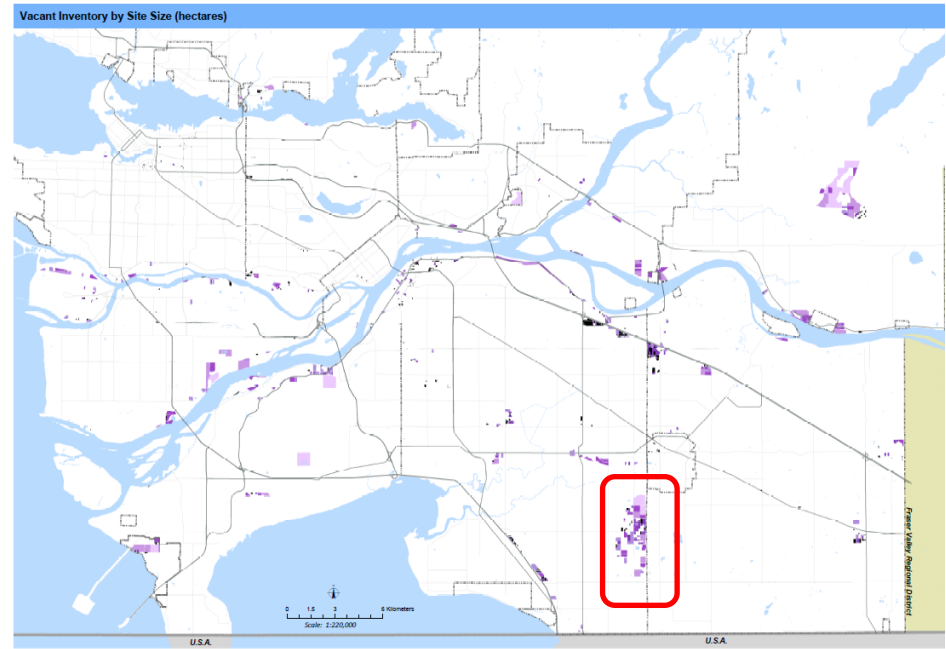 Vacant Inventory by Site Size (hectares)
Fraser Valley Regional District
0 1.5 3 6 Kilometers
Scale: 1:220,000
U.S.A.
U.S.A.